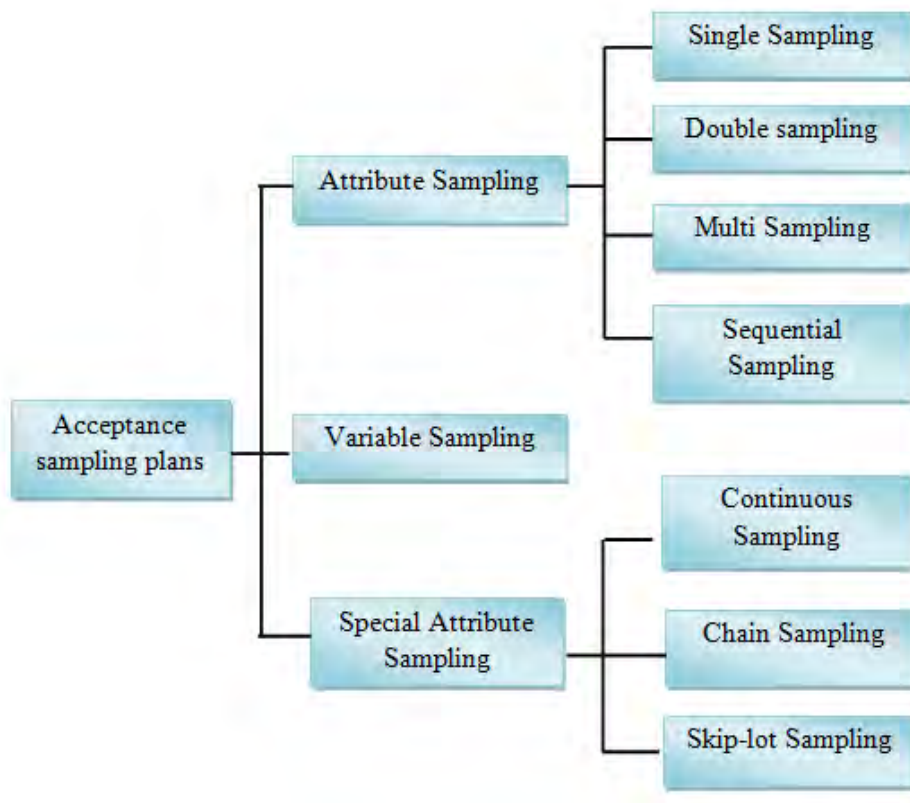 Acceptance
sampling plans
Attribute Sampling
Single Sampling
Double sampling
Multi Sampling
Sequential
Sampling
Variable Sampling
Special Attribute
Sampling
Continuous
Sampling
Chain Sampling
Skip-lot Sampling